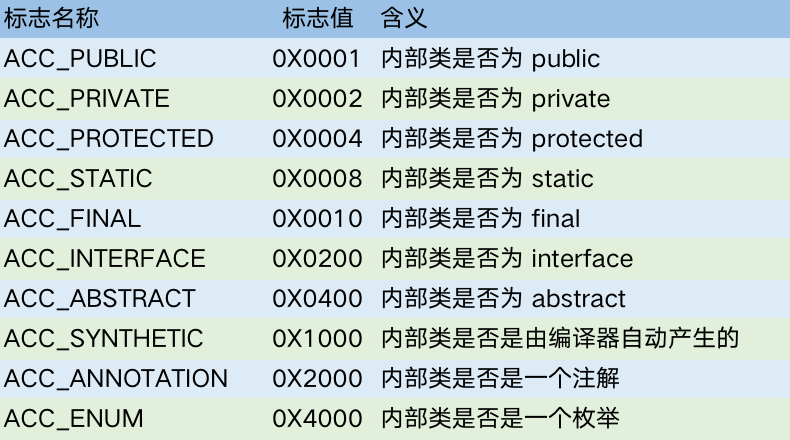 标志名称 标志值 含义
ACC_PUBLIC 0X0001 内部类是否为 public
ACC_PRIVATE 0X0002 内部类是否为 private
ACC_PROTECTED 0X0004 内部类是否为 protected
ACC_STATIC 0X0008 内部类是否为 static
ACC_FINAL 0X0010 内部类是否为 final
ACC_INTERFACE 0X0200 内部类是否为 interface
ACC_ABSTRACT 0X0400 内部类是否为 abstract
ACC_SYNTHETIC 0X1000 内部类是否是由编译器自动产生的
ACC_ANNOTATION 0X2000 内部类是否是一个注解
ACC_ENUM 0X4000 内部类是否是一个枚举